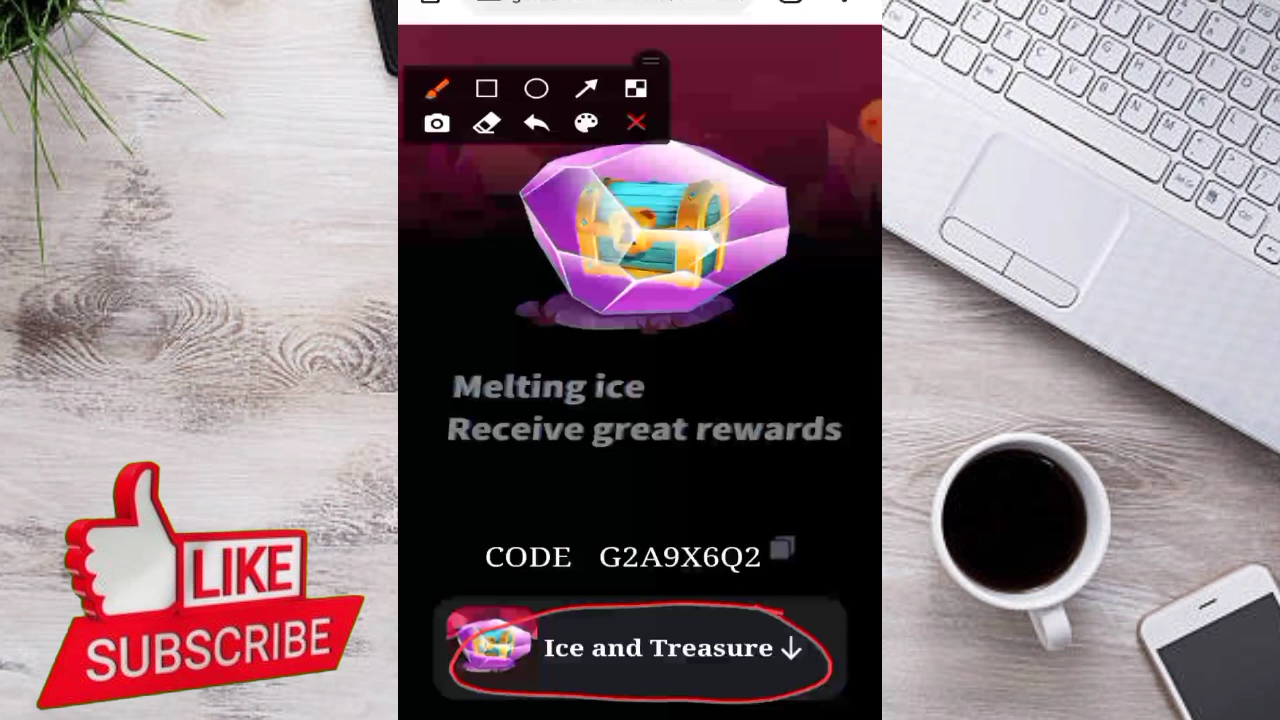 Melting ice
Receive great rewards
CODE G2A9X6Q2
Ice and Treasure ↓
LIKE
SUBSCRIBE